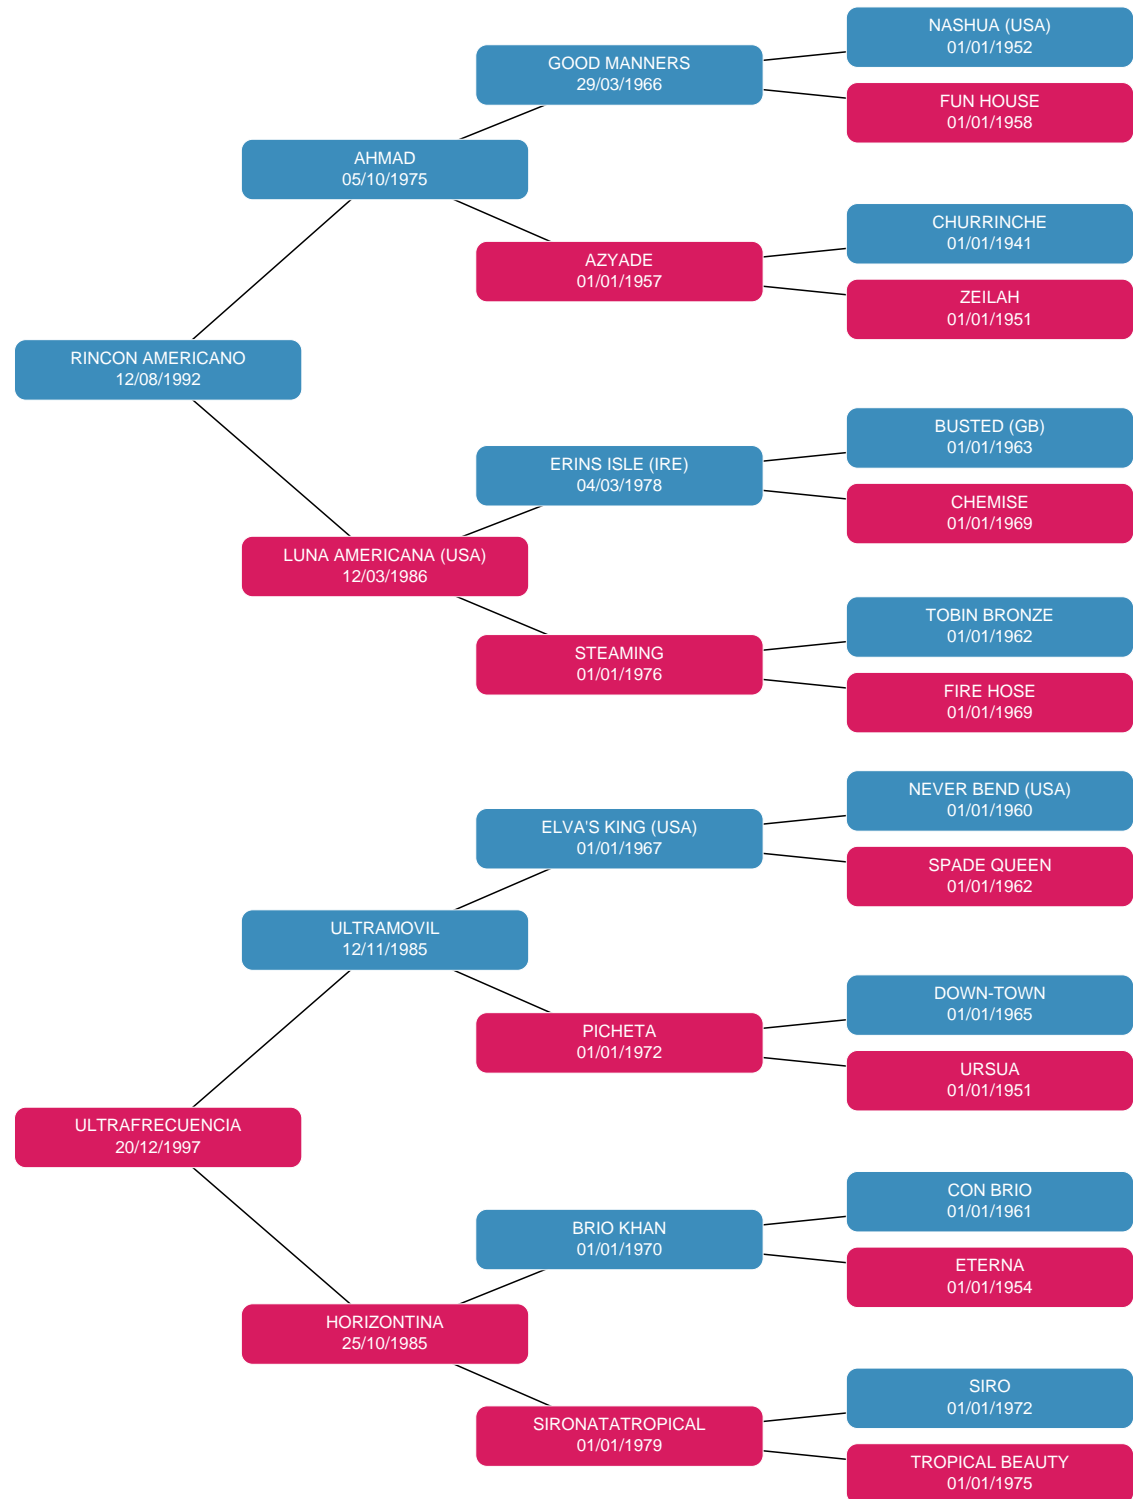 NASHUA (USA)
01/01/1952
GOOD MANNERS
29/03/1966
FUN HOUSE
01/01/1958
AHMAD
05/10/1975
CHURRINCHE
01/01/1941
AZYADE
01/01/1957
ZEILAH
01/01/1951
RINCON AMERICANO
12/08/1992
BUSTED (GB)
01/01/1963
ERINS ISLE (IRE)
04/03/1978
CHEMISE
01/01/1969
LUNA AMERICANA (USA)
12/03/1986
TOBIN BRONZE
01/01/1962
STEAMING
01/01/1976
FIRE HOSE
01/01/1969
NEVER BEND (USA)
01/01/1960
ELVA'S KING (USA)
01/01/1967
SPADE QUEEN
01/01/1962
ULTRAMOVIL
12/11/1985
DOWN-TOWN
01/01/1965
PICHETA
01/01/1972
URSUA
01/01/1951
ULTRAFRECUENCIA
20/12/1997
CON BRIO
01/01/1961
BRIO KHAN
01/01/1970
ETERNA
01/01/1954
HORIZONTINA
25/10/1985
SIRO
01/01/1972
SIRONATATROPICAL
01/01/1979
TROPICAL BEAUTY
01/01/1975